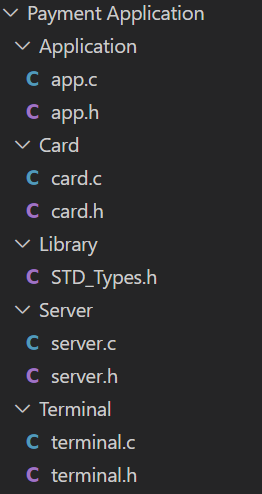 Payment Application
Application
C app.c
C app.h
Card
C card.c
C card.h
Library
C STD_Types.h
Server
C server.c
C server.h
Terminal
C terminal.c
C terminal.h